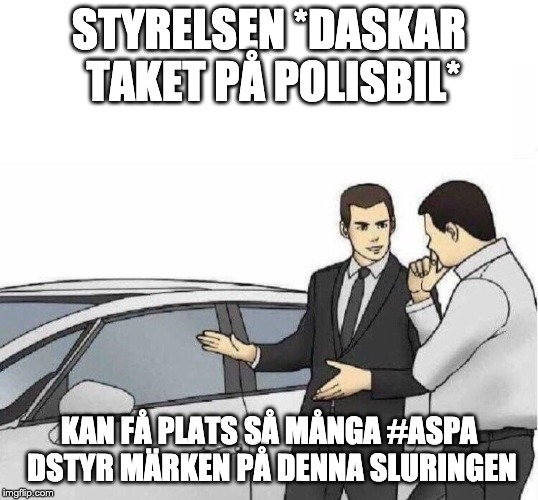 STYRELSEN *DASKAR
TAKET PÅ POLISBIL*
KAN FÅ PLATS SÅ MÅNGA #ASPA
DSTYR MÄRKEN PÅ DENNA SLURINGEN
imgflip.com